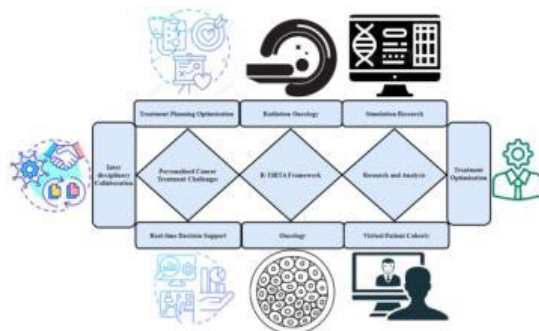 Treatment Planning Optimization
Radiation Oncology
Simulation Research
Inter
disciplinary
Collaboration
Personalized Cancer
Treatment Challenges
R-THETA Framework
Research and Analysis
Treatment
Optimization
Real-time Decision Support
Oncology
Virtual Patient Cohorts